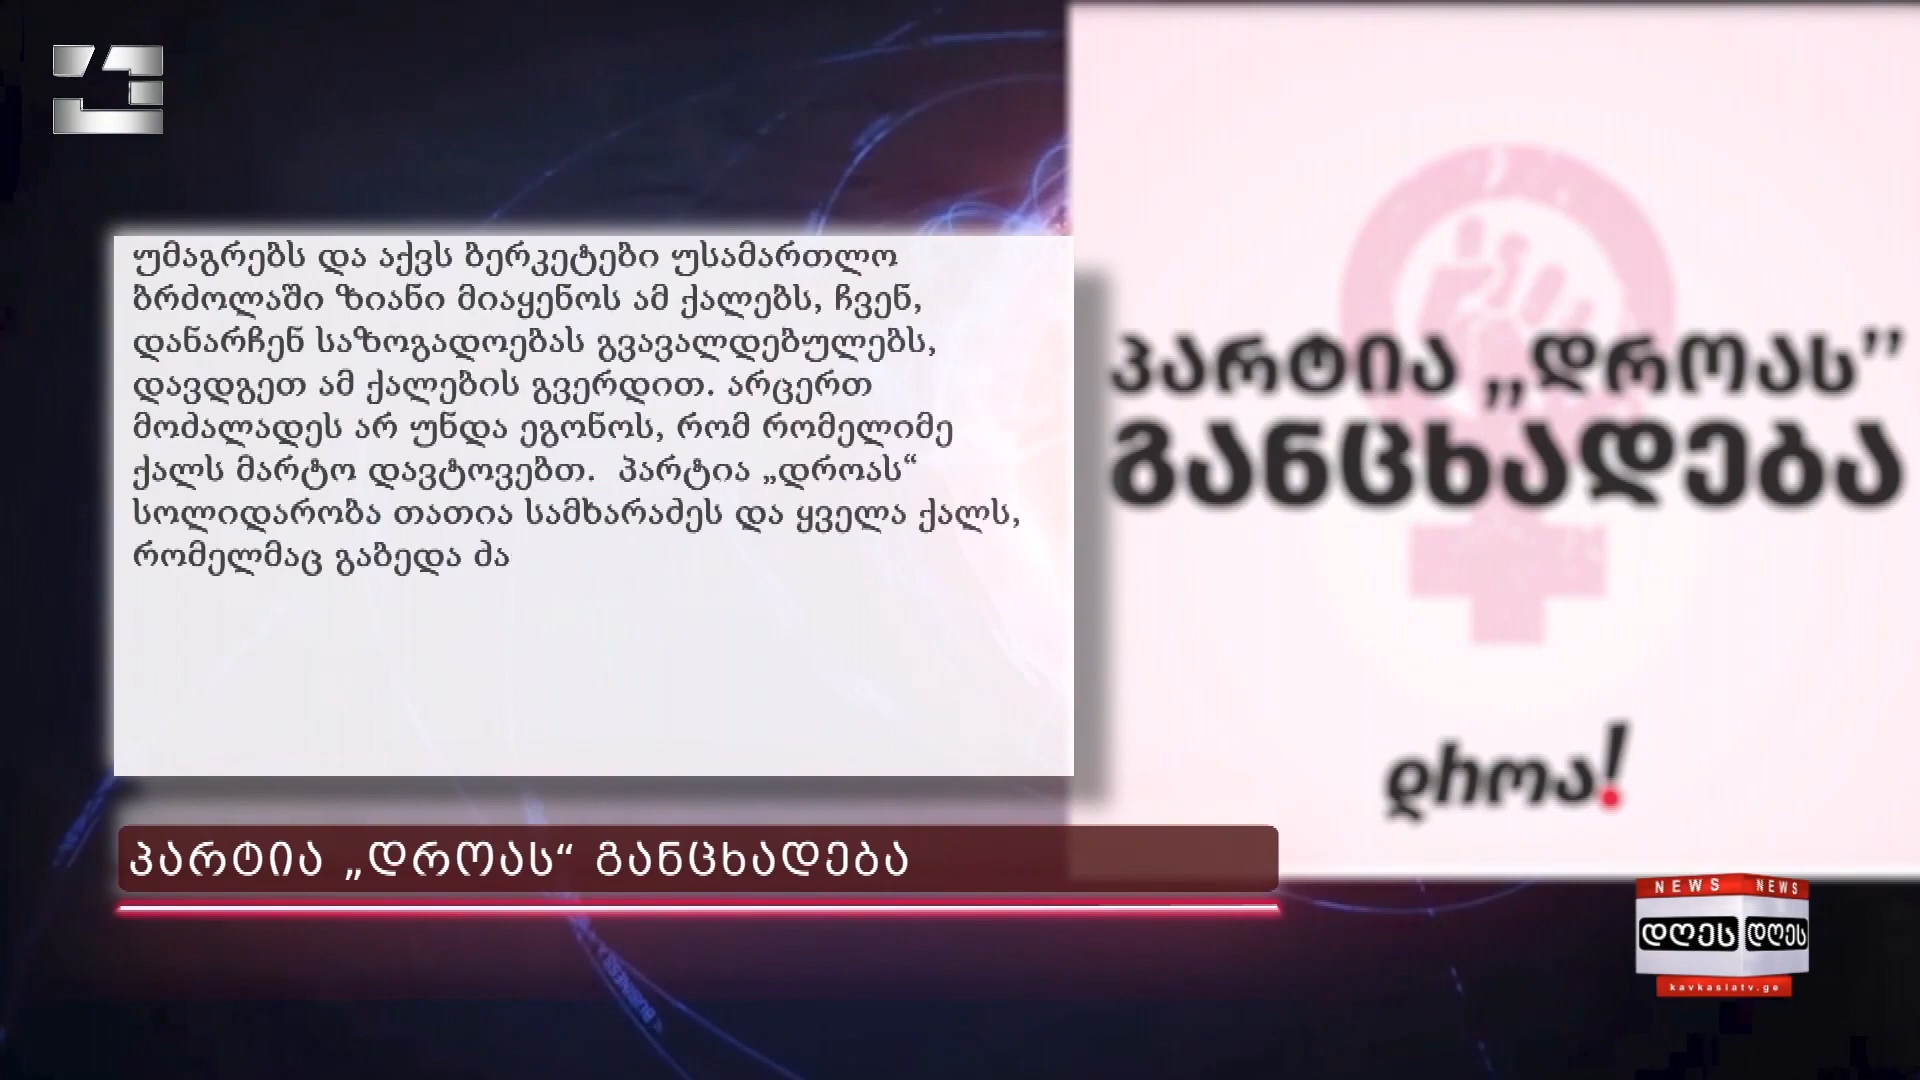 უმაგრებს და აქვს ბერკეტები უსამართლო
ბრძოლაში ზიანი მიაყენოს ამ ქალებს, ჩვენ,
დანარჩენ საზოგადოებას გვავალდებულებს,
დავდგეთ ამ ქალების გვერდით. არცერთ
მოძალადეს არ უნდა ეგონოს, რომ რომელიმე
ქალს მარტო დავტოვებთ.  პარტია „დროას“
სოლიდარობა თათია სამხარაძეს და ყველა ქალს,
რომელმაც გაბედა ძა
პარტია „დროას’’
განცხადება
დროა!
პარტია „დროას“ განცხადება
NEWS NEWS
დღეს დღეს
kavkasiatv.ge
BUSINESS